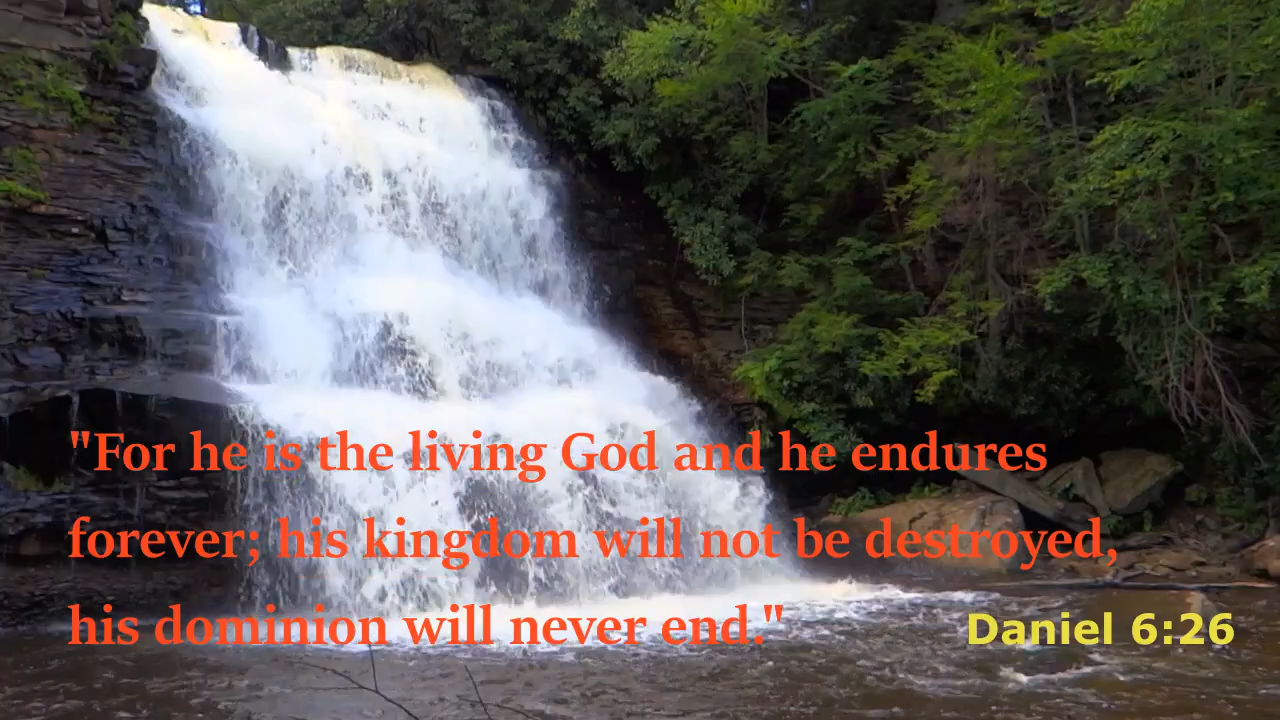 "For he is the living God and he endures
forever; his kingdom will not be destroyed,
his dominion will never end."
Daniel 6:26